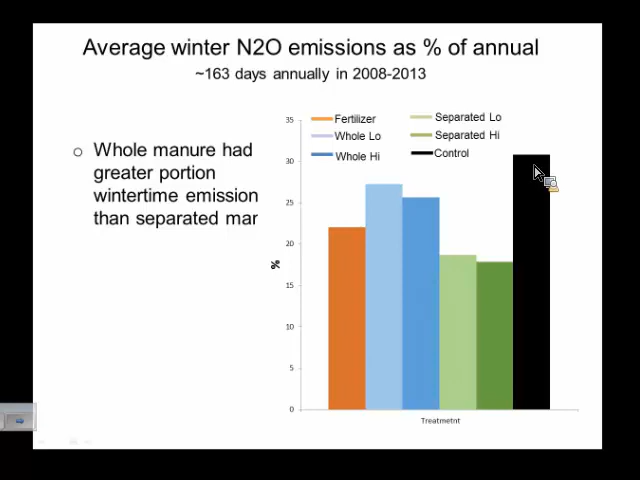 Average winter N2O emissions as % of annual
~163 days annually in 2008-2013
Whole manure had
greater portion
wintertime emission
than separated mar
Fertilizer
Separated Lo
Whole Lo
Separated Hi
Whole Hi
Control
35
30
25
20
15
10
5
0
%
Treatmetnt